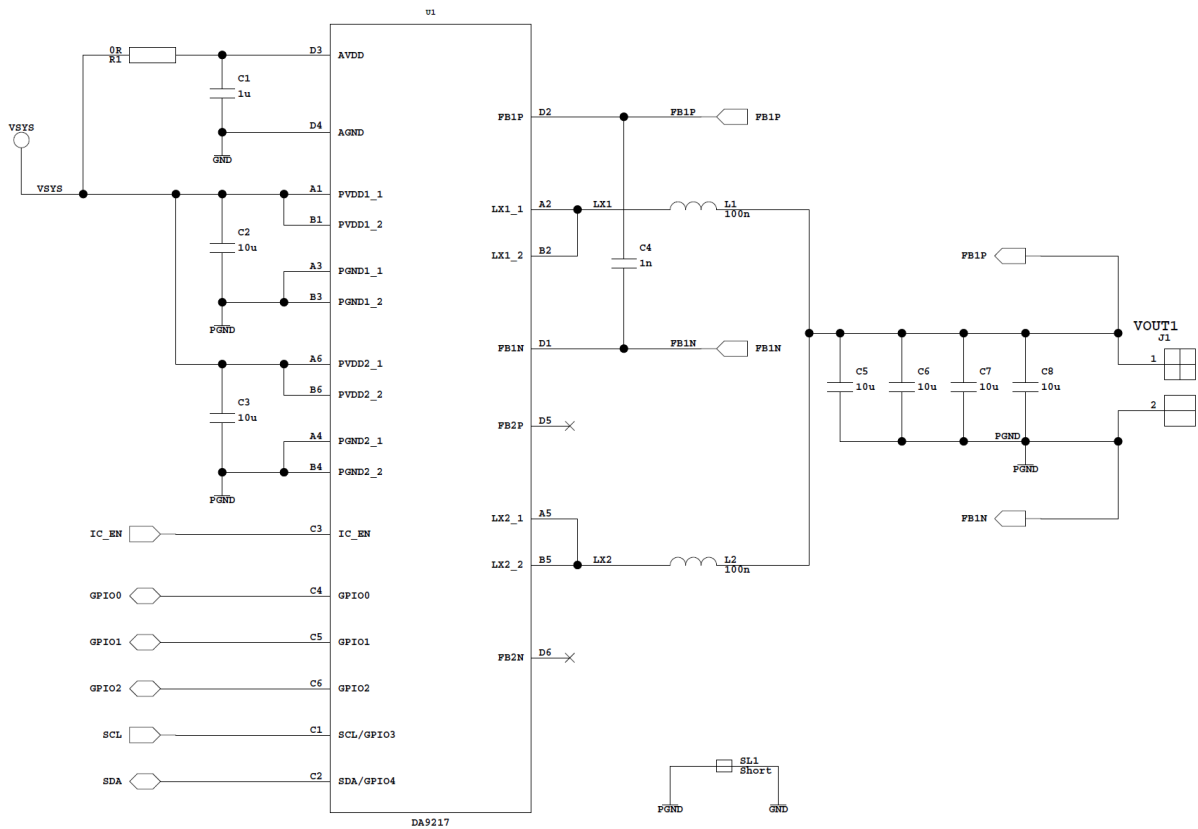 U1
0R
R1
D3
AVDD
C1
1u
D4
AGND
GND
VSYS
VSYS
A1
PVDD1_1
B1
PVDD1_2
C2
10u
A3
PGND1_1
B3
PGND1_2
PGND
A6
PVDD2_1
B6
PVDD2_2
C3
10u
A4
PGND2_1
B4
PGND2_2
PGND
IC_EN
C3
IC_EN
GPIO0
C4
GPIO0
GPIO1
C5
GPIO1
GPIO2
C6
GPIO2
SCL
C1
SCL/GPIO3
SDA
C2
SDA/GPIO4
DA9217
FB1P
D2
FB1P
FB1P
LX1_1
A2
LX1
L1
100n
LX1_2
B2
C4
1n
FB1N
D1
FB1N
FB1N
FB2P
D5
LX2_1
A5
LX2_2
B5
LX2
L2
100n
FB2N
D6
FB1P
VOUT1
J1
1
2
C5
10u
C6
10u
C7
10u
C8
10u
PGND
PGND
FB1N
SL1
Short
PGND
GND